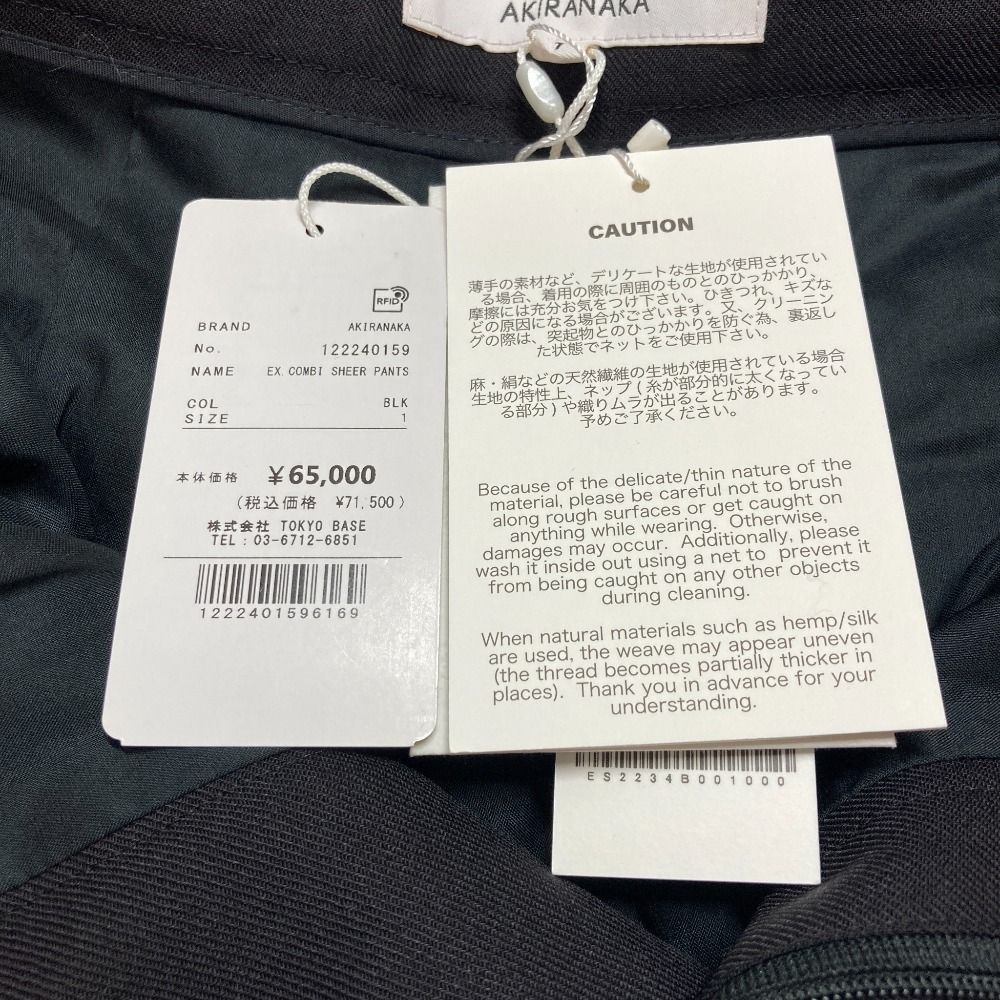 AKIRANAKA
1
RFID
BRAND AKIRANAKA
No. 122240159
NAME EX.COMBI SHEER PANTS
COL BLK
SIZE 1
本体価格 ¥65,000
(税込価格 ¥71,500)
株式会社 TOKYO BASE
TEL : 03-6712-6851
1222401596169
CAUTION
薄手の素材など、デリケートな生地が使用されてい
る場合、着用の際に周囲のものとのひっかかり、
摩擦には充分お気をつけ下さい。ひきつれ、キズな
どの原因になる場合がございます。又、クリーニン
グの際は、突起物とのひっかかりを防ぐ為、裏返し
た状態でネットをご使用下さい。
麻・絹などの天然繊維の生地が使用されている場合
生地の特性上、ネップ(糸が部分的に太くなってい
る部分)や織りムラが出ることがあります。
予めご了承ください。
Because of the delicate/thin nature of the
material, please be careful not to brush
along rough surfaces or get caught on
anything while wearing. Otherwise,
damages may occur. Additionally, please
wash it inside out using a net to prevent it
from being caught on any other objects
during cleaning.
When natural materials such as hemp/silk
are used, the weave may appear uneven
(the thread becomes partially thicker in
places). Thank you in advance for your
understanding.
ES2234B001000